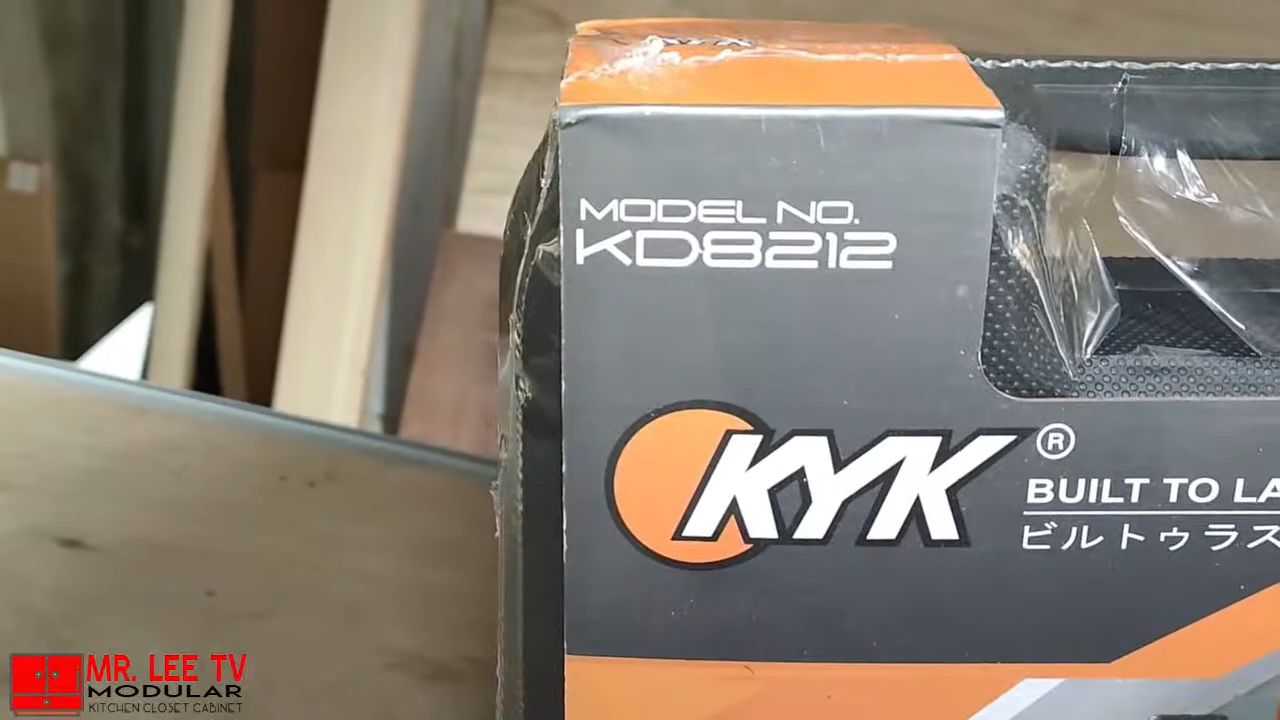 MODEL NO.
KD8212
KYK ®
BUILT TO LA
ビルトゥラス
MR. LEE TV
MODULAR
KITCHEN CLOSET CABINET